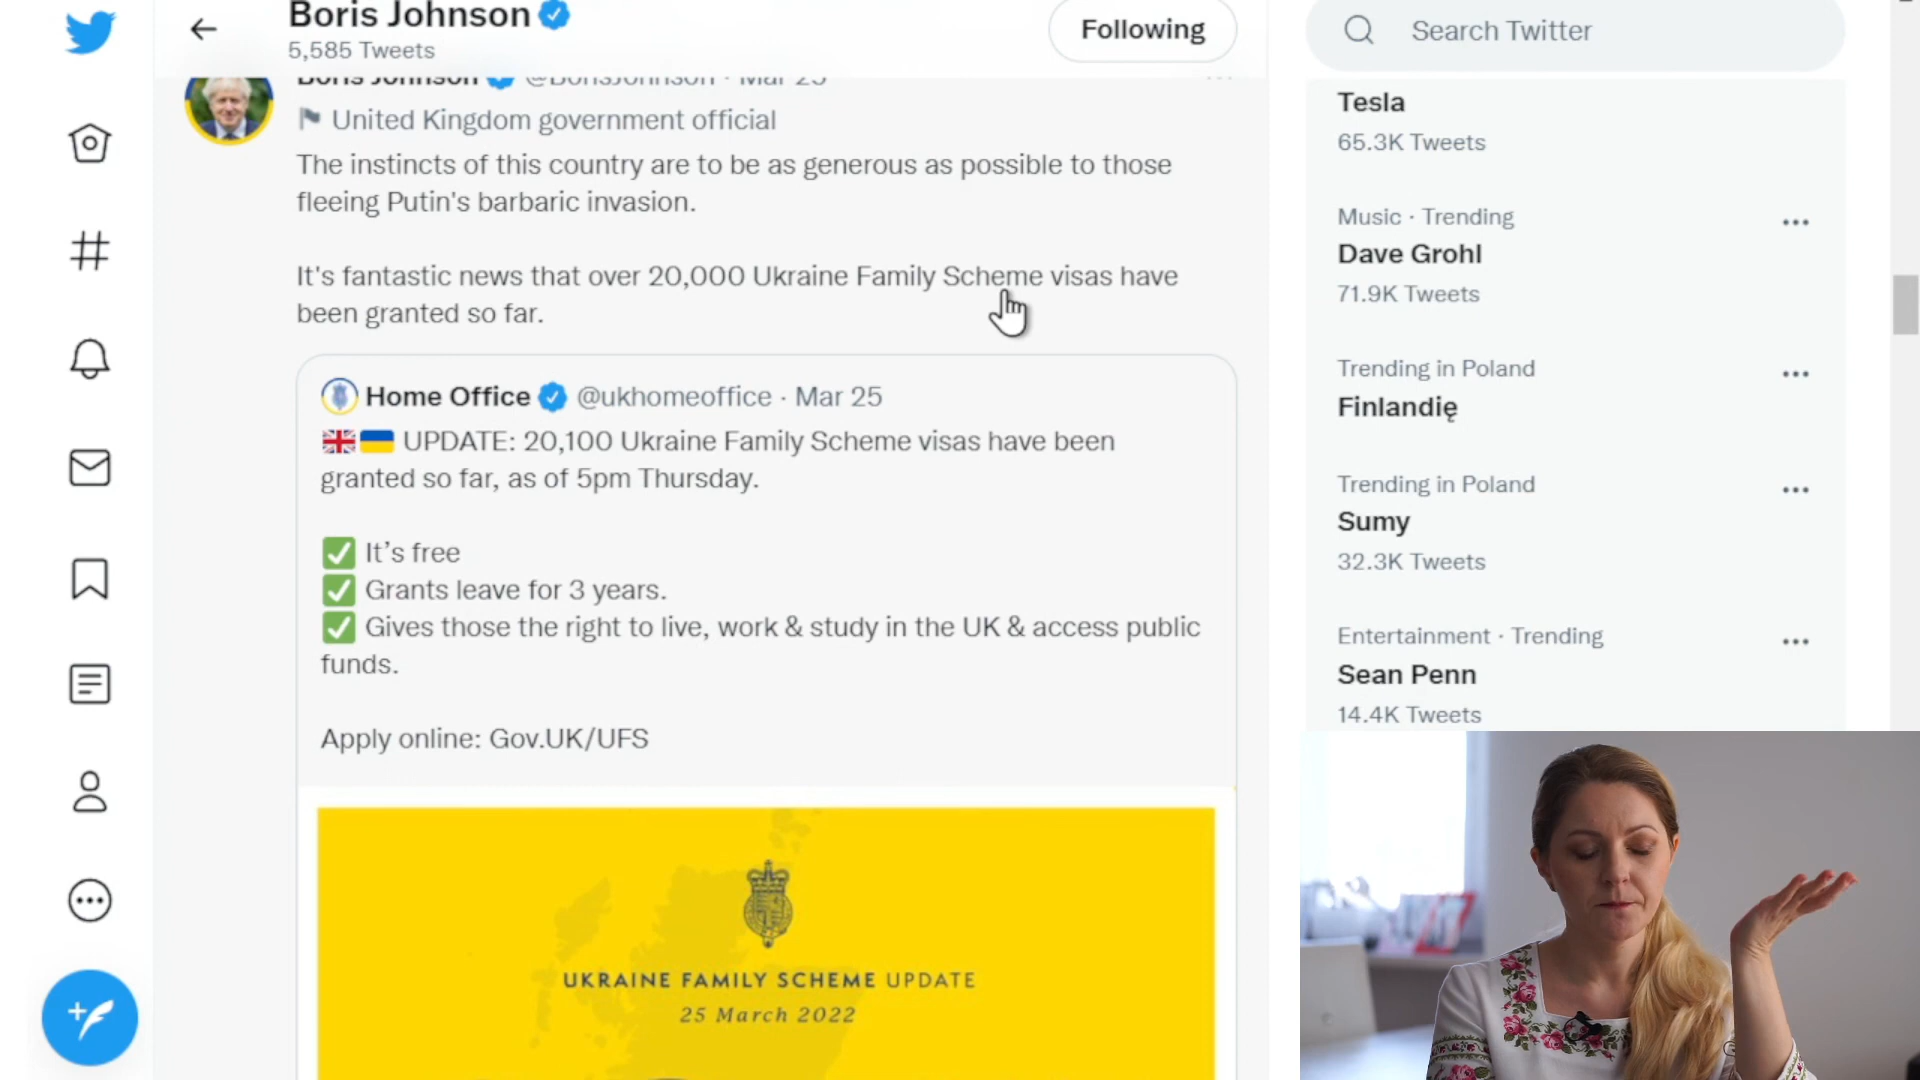 Boris Johnson
5,585 Tweets
Following
Search Twitter
Boris Johnson @BorisJohnson · Mar 25
United Kingdom government official
The instincts of this country are to be as generous as possible to those
fleeing Putin's barbaric invasion.
It's fantastic news that over 20,000 Ukraine Family Scheme visas have
been granted so far.
Home Office @ukhomeoffice · Mar 25
UPDATE: 20,100 Ukraine Family Scheme visas have been
granted so far, as of 5pm Thursday.
It’s free
Grants leave for 3 years.
Gives those the right to live, work & study in the UK & access public
funds.
Apply online: Gov.UK/UFS
UKRAINE FAMILY SCHEME UPDATE
25 March 2022
Tesla
65.3K Tweets
Music · Trending
Dave Grohl
71.9K Tweets
Trending in Poland
Finlandię
Trending in Poland
Sumy
32.3K Tweets
Entertainment · Trending
Sean Penn
14.4K Tweets